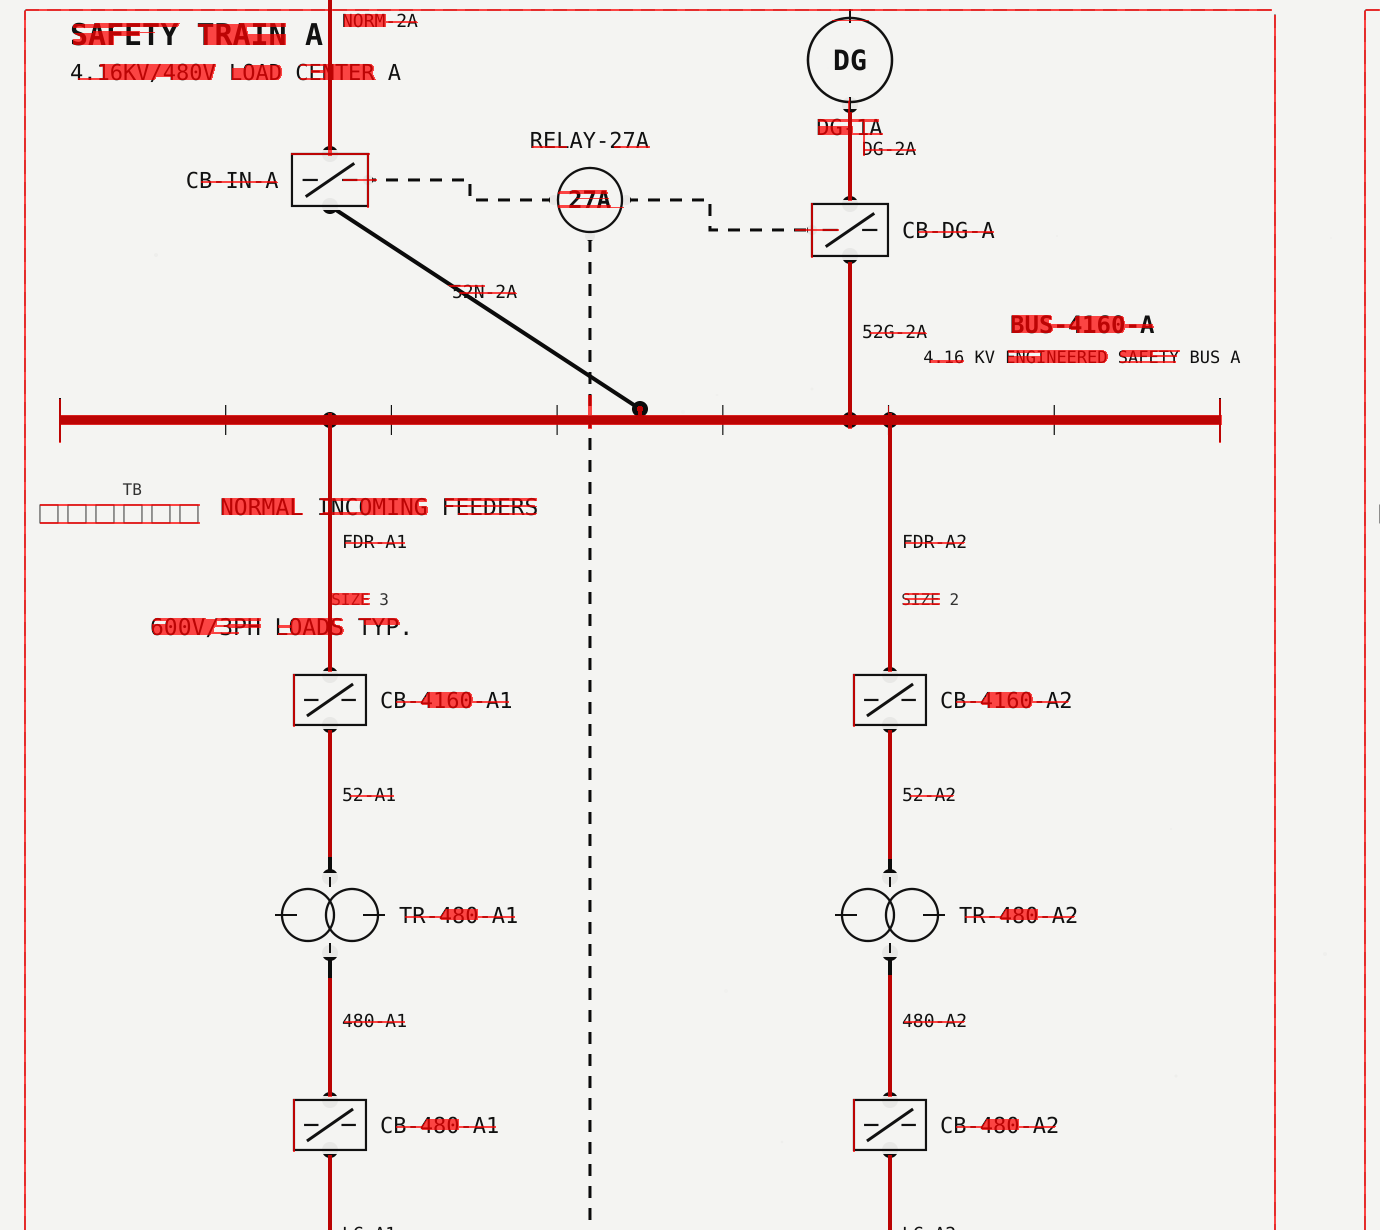 NORM-2A
SAFETY TRAIN A
4.16KV/480V LOAD CENTER A
DG
DG-1A
DG-2A
RELAY-27A
CB-IN-A
27A
CB-DG-A
52N-2A
52G-2A
BUS-4160-A
4.16 KV ENGINEERED SAFETY BUS A
TB
NORMAL INCOMING FEEDERS
FDR-A1
FDR-A2
SIZE 3
SIZE 2
600V/3PH LOADS TYP.
CB-4160-A1
CB-4160-A2
52-A1
52-A2
TR-480-A1
TR-480-A2
480-A1
480-A2
CB-480-A1
CB-480-A2